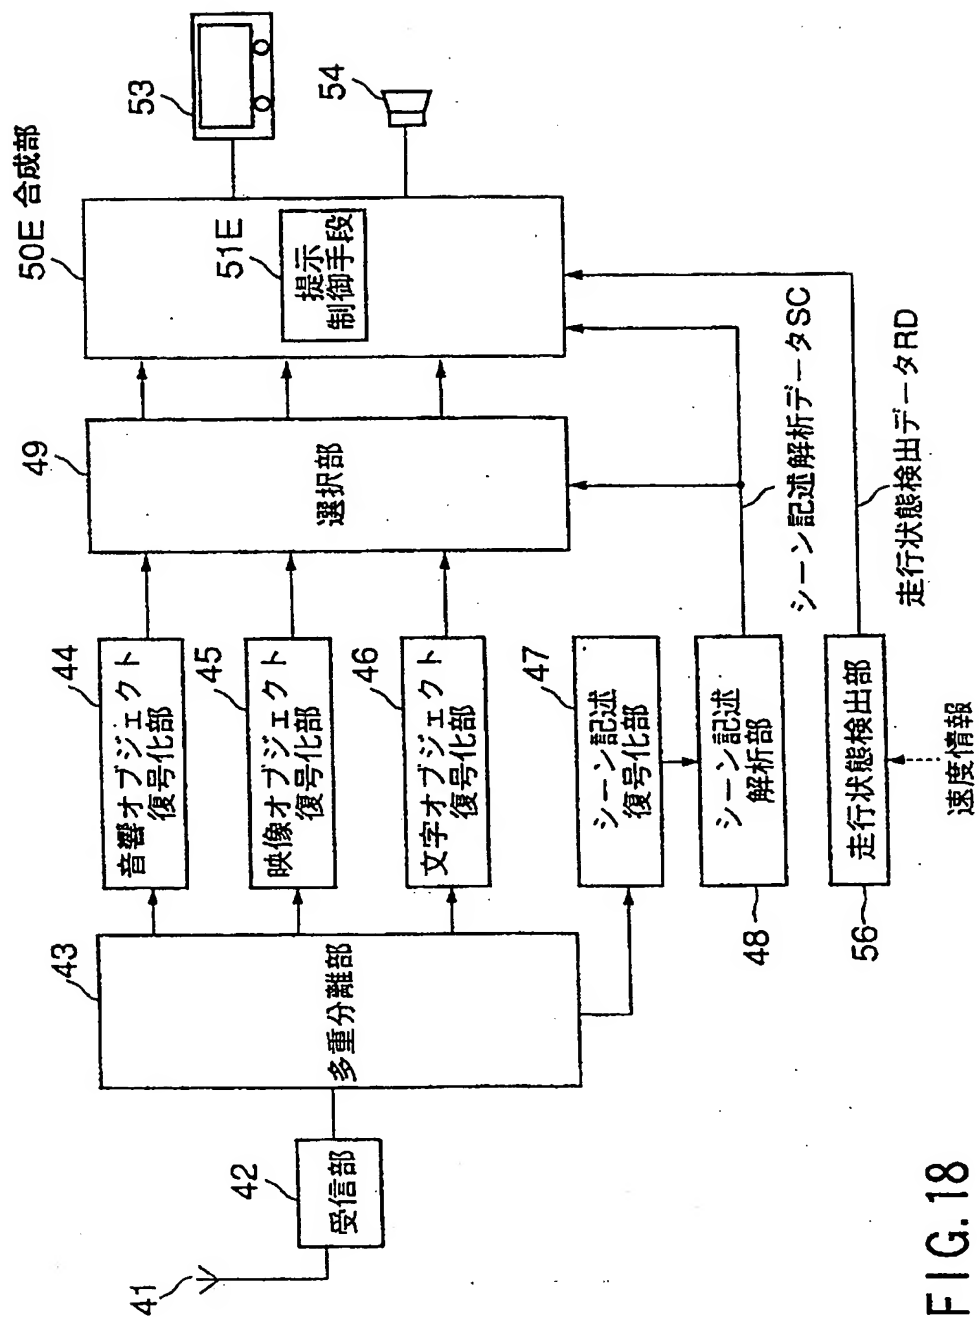 41
42
受信部
43
多重分離部
44
音響オブジェクト
復号化部
45
映像オブジェクト
復号化部
46
文字オブジェクト
復号化部
47
シーン記述
復号化部
48
シーン記述
解析部
56
走行状態検出部
速度情報
49
選択部
シーン記述解析データSC
走行状態検出データRD
50E 合成部
51E
提示
制御手段
53
54
FIG. 18